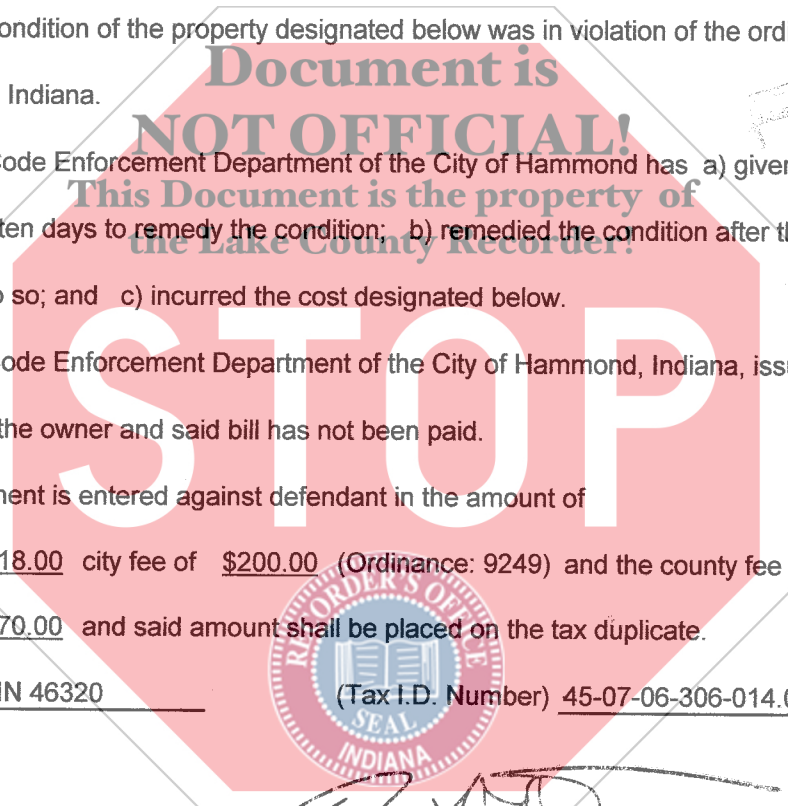 ondition of the property designated below was in violation of the ord
Document is
Indiana.
NOT OFFICIAL!
ode Enforcement Department of the City of Hammond has a) given
This Document is the property of
ten days to remedy the condition; b) remedied the condition after th
the Lake County Recorder!
o so; and c) incurred the cost designated below.
STOP
ode Enforcement Department of the City of Hammond, Indiana, issu
the owner and said bill has not been paid.
ment is entered against defendant in the amount of
18.00 city fee of $200.00 (Ordinance: 9249) and the county fee
70.00 and said amount shall be placed on the tax duplicate.
RECORDER'S OFFICE
IN 46320 (Tax I.D. Number) 45-07-06-306-014.0
SEAL
INDIANA